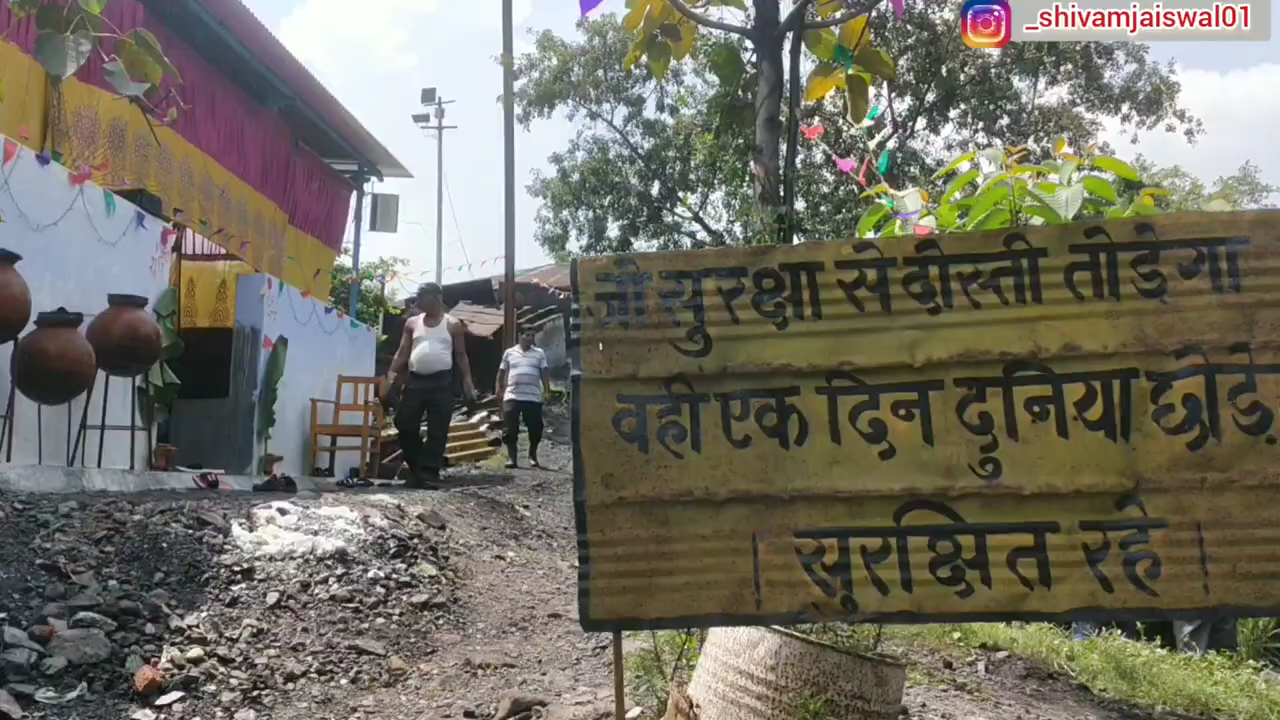 _shivamjaiswal01
जो सुरक्षा से दोस्ती तोड़ेगा
वही एक दिन दुनिया छोड़े
। सुरक्षित रहे ।